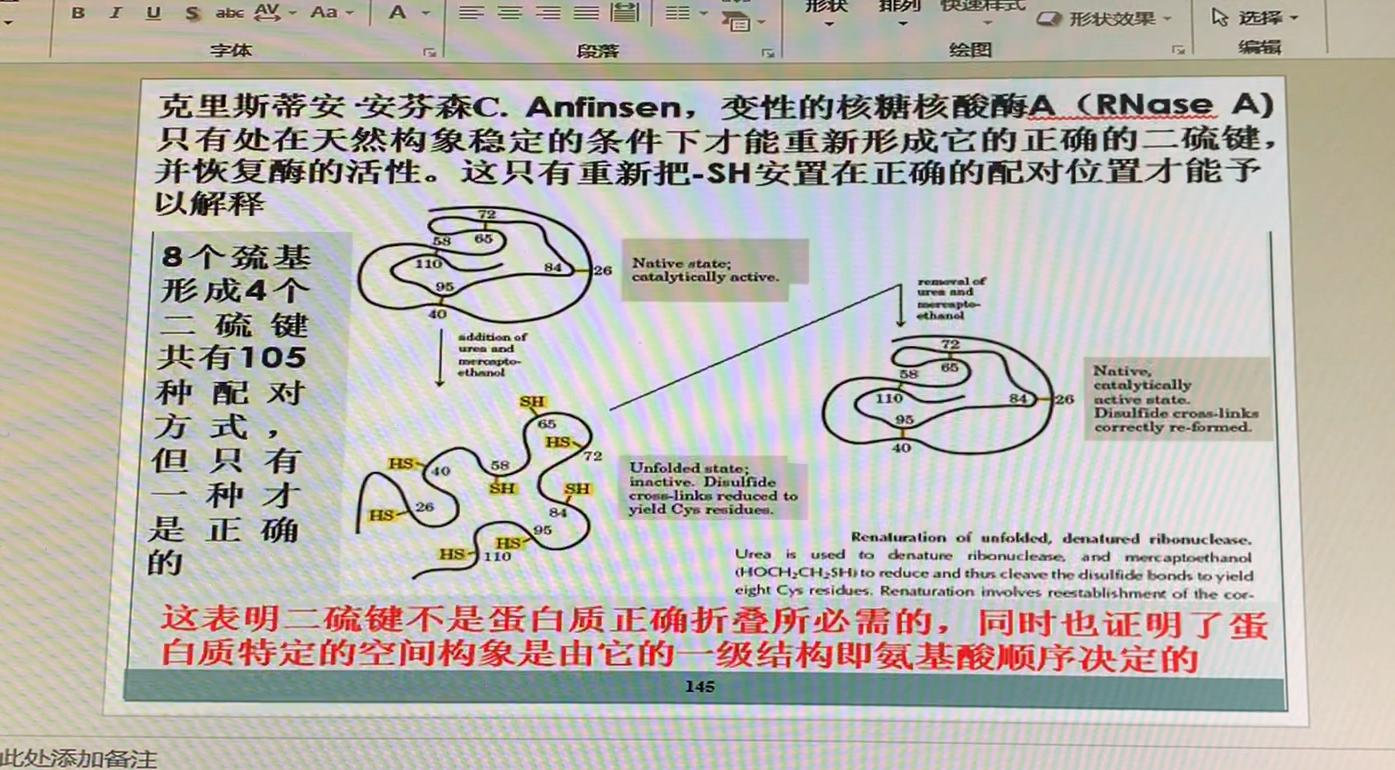 B I U S abc AV Aa A
形状 排列 快速样式
形状效果
选择
字体 段落 绘图 编辑
克里斯蒂安·安芬森C. Anfinsen，变性的核糖核酸酶A（RNase A)
只有处在天然构象稳定的条件下才能重新形成它的正确的二硫键，
并恢复酶的活性。这只有重新把-SH安置在正确的配对位置才能予
以解释
8个巯基
形成4个
二硫键
共有105
种配对
方式，
但只有
一种才
是正确
的
72
58 65
110 84 26
95
40
Native state;
catalytically active.
addition of
urea and
mercapto-
ethanol
removal of
urea and
mercapto-
ethanol
72
58 65
110 84 26
95
40
Native,
catalytically
active state.
Disulfide cross-links
correctly re-formed.
SH
65
HS
72
HS 40 58
SH SH
HS 26 84
HS 95
HS 110
Unfolded state;
inactive. Disulfide
cross-links reduced to
yield Cys residues.
Renaturation of unfolded, denatured ribonuclease.
Urea is used to denature ribonuclease, and mercaptoethanol
(HOCH₂CH₂SH) to reduce and thus cleave the disulfide bonds to yield
eight Cys residues. Renaturation involves reestablishment of the cor-
这表明二硫键不是蛋白质正确折叠所必需的，同时也证明了蛋
白质特定的空间构象是由它的一级结构即氨基酸顺序决定的
145
此处添加备注